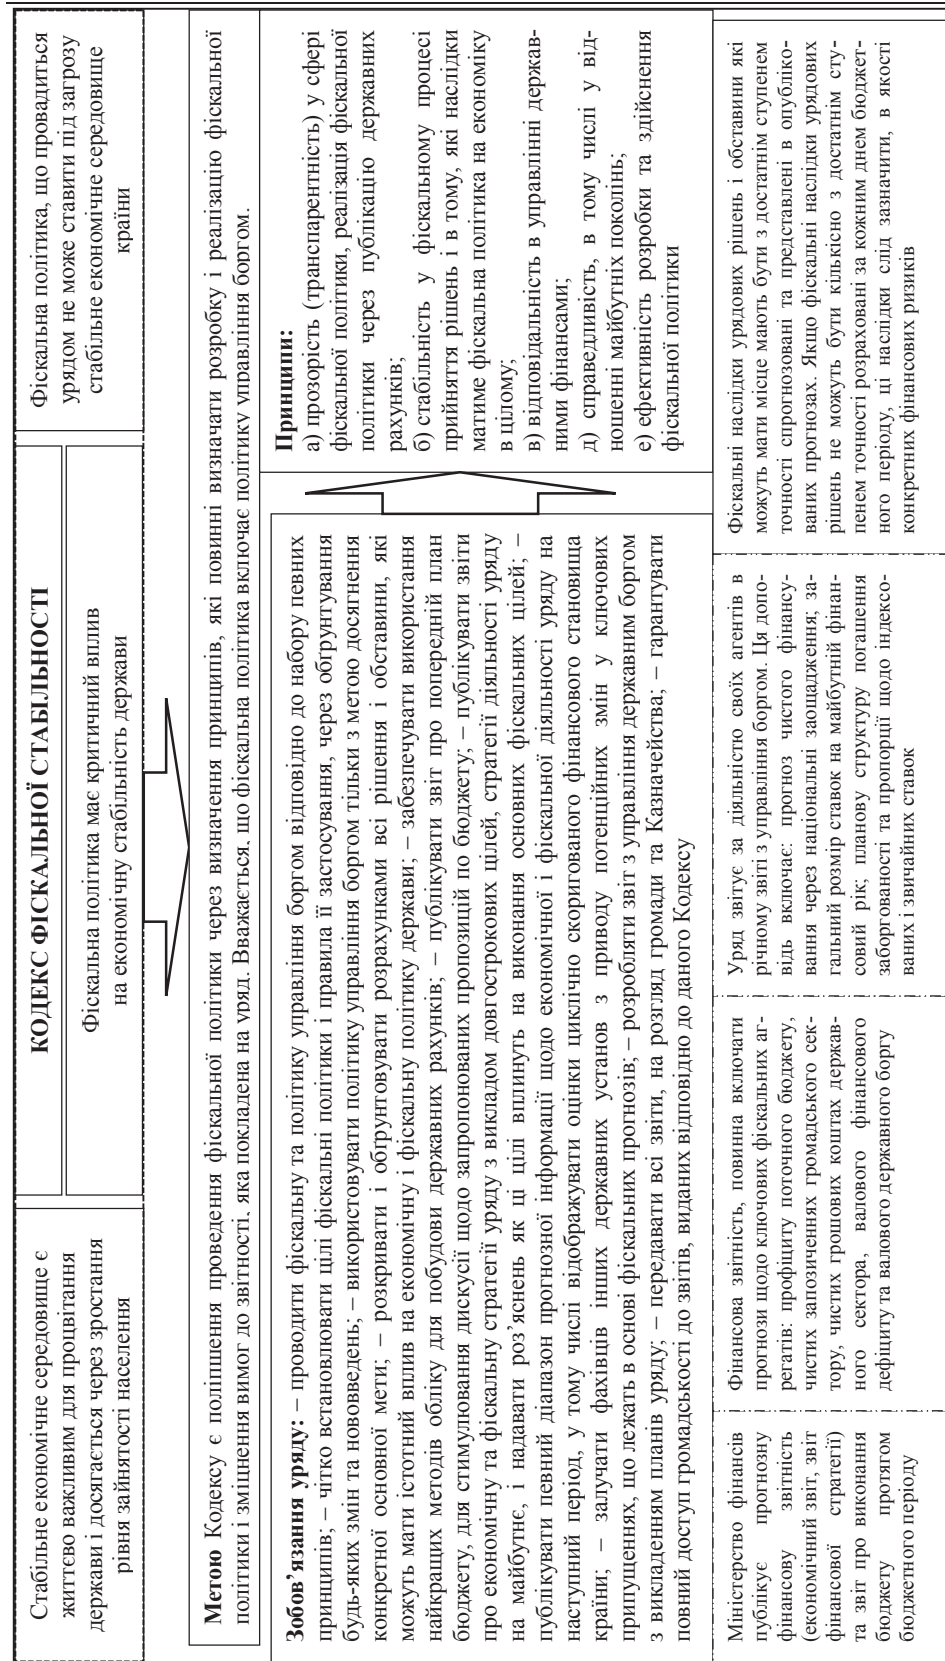 Стабільне економічне середовище є
життєво важливим для процвітання
держави і досягається через зростання
рівня зайнятості населення
КОДЕКС ФІСКАЛЬНОЇ СТАБІЛЬНОСТІ
Фіскальна політика має критичний вплив
на економічну стабільність держави
Фіскальна політика, що провадиться
урядом не може ставити під загрозу
стабільне економічне середовище
країни
Метою Кодексу є поліпшення проведення фіскальної політики через визначення принципів, які повинні визначати розробку і реалізацію фіскальної
політики і зміцнення вимог до звітності, яка покладена на уряд. Вважається, що фіскальна політика включає політику управління боргом.
Зобов’язання уряду: – проводити фіскальну та політику управління боргом відповідно до набору певних
принципів; – чітко встановлювати цілі фіскальні політики і правила її застосування, через обґрунтування
будь-яких змін та нововведень; – використовувати політику управління боргом тільки з метою досягнення
конкретної основної мети; – розкривати і обґрунтовувати розрахунками всі рішення і обставини, які
можуть мати істотний вплив на економічну і фіскальну політику держави; – забезпечувати використання
найкращих методів обліку для побудови державних рахунків; – публікувати звіт про попередній план
бюджету, для стимулювання дискусії щодо запропонованих пропозицій по бюджету; – публікувати звіти
про економічну та фіскальну стратегії уряду з викладом довгострокових цілей, стратегії діяльності уряду
на майбутнє, і надавати роз’яснень як ці цілі вплинуть на виконання основних фіскальних цілей; –
публікувати певний діапазон прогнозної інформації щодо економічної і фіскальної діяльності уряду на
наступний період, у тому числі відображувати оцінки циклічно скоригованого фінансового становища
країни; – залучати фахівців інших державних установ з приводу потенційних змін у ключових
припущеннях, що лежать в основі фіскальних прогнозів; – розробляти звіт з управління державним боргом
з викладенням планів уряду; – передавати всі звіти, на розгляд громади та Казначейства; – гарантувати
повний доступ громадськості до звітів, виданих відповідно до даного Кодексу
Принципи:
а) прозорість (транспарентність) у сфері
фіскальної політики, реалізація фіскальної
політики через публікацію державних
рахунків;
б) стабільність у фіскальному процесі
прийняття рішень і в тому, які наслідки
матиме фіскальна політика на економіку
в цілому;
в) відповідальність в управлінні держав-
ними фінансами;
д) справедливість, в тому числі у від-
ношенні майбутніх поколінь;
е) ефективність розробки та здійснення
фіскальної політики
Міністерство фінансів
публікує прогнозну
фінансову звітність
(економічний звіт, звіт
фінансової стратегії)
та звіт про виконання
бюджету протягом
бюджетного періоду
Фінансова звітність, повинна включати
прогнози щодо ключових фіскальних аг-
регатів: профіциту поточного бюджету,
чистих запозиченнях громадського сек-
тору, чистих грошових коштах держав-
ного сектора, валового фінансового
дефіциту та валового державного боргу
Уряд звітує за діяльністю своїх агентів в
річному звіті з управління боргом. Ця допо-
відь включає: прогноз чистого фінансу-
вання через національні заощадження; за-
гальний розмір ставок на майбутній фінан-
совий рік; планову структуру погашення
заборгованості та пропорції щодо індексо-
ваних і звичайних ставок
Фіскальні наслідки урядових рішень і обставини які
можуть мати місце мають бути з достатнім ступенем
точності спрогнозовані та представлені в опубліко-
ваних прогнозах. Якщо фіскальні наслідки урядових
рішень не можуть бути кількісно з достатнім сту-
пенем точності розраховані за кожним днем бюджет-
ного періоду, ці наслідки слід зазначити, в якості
конкретних фінансових ризиків